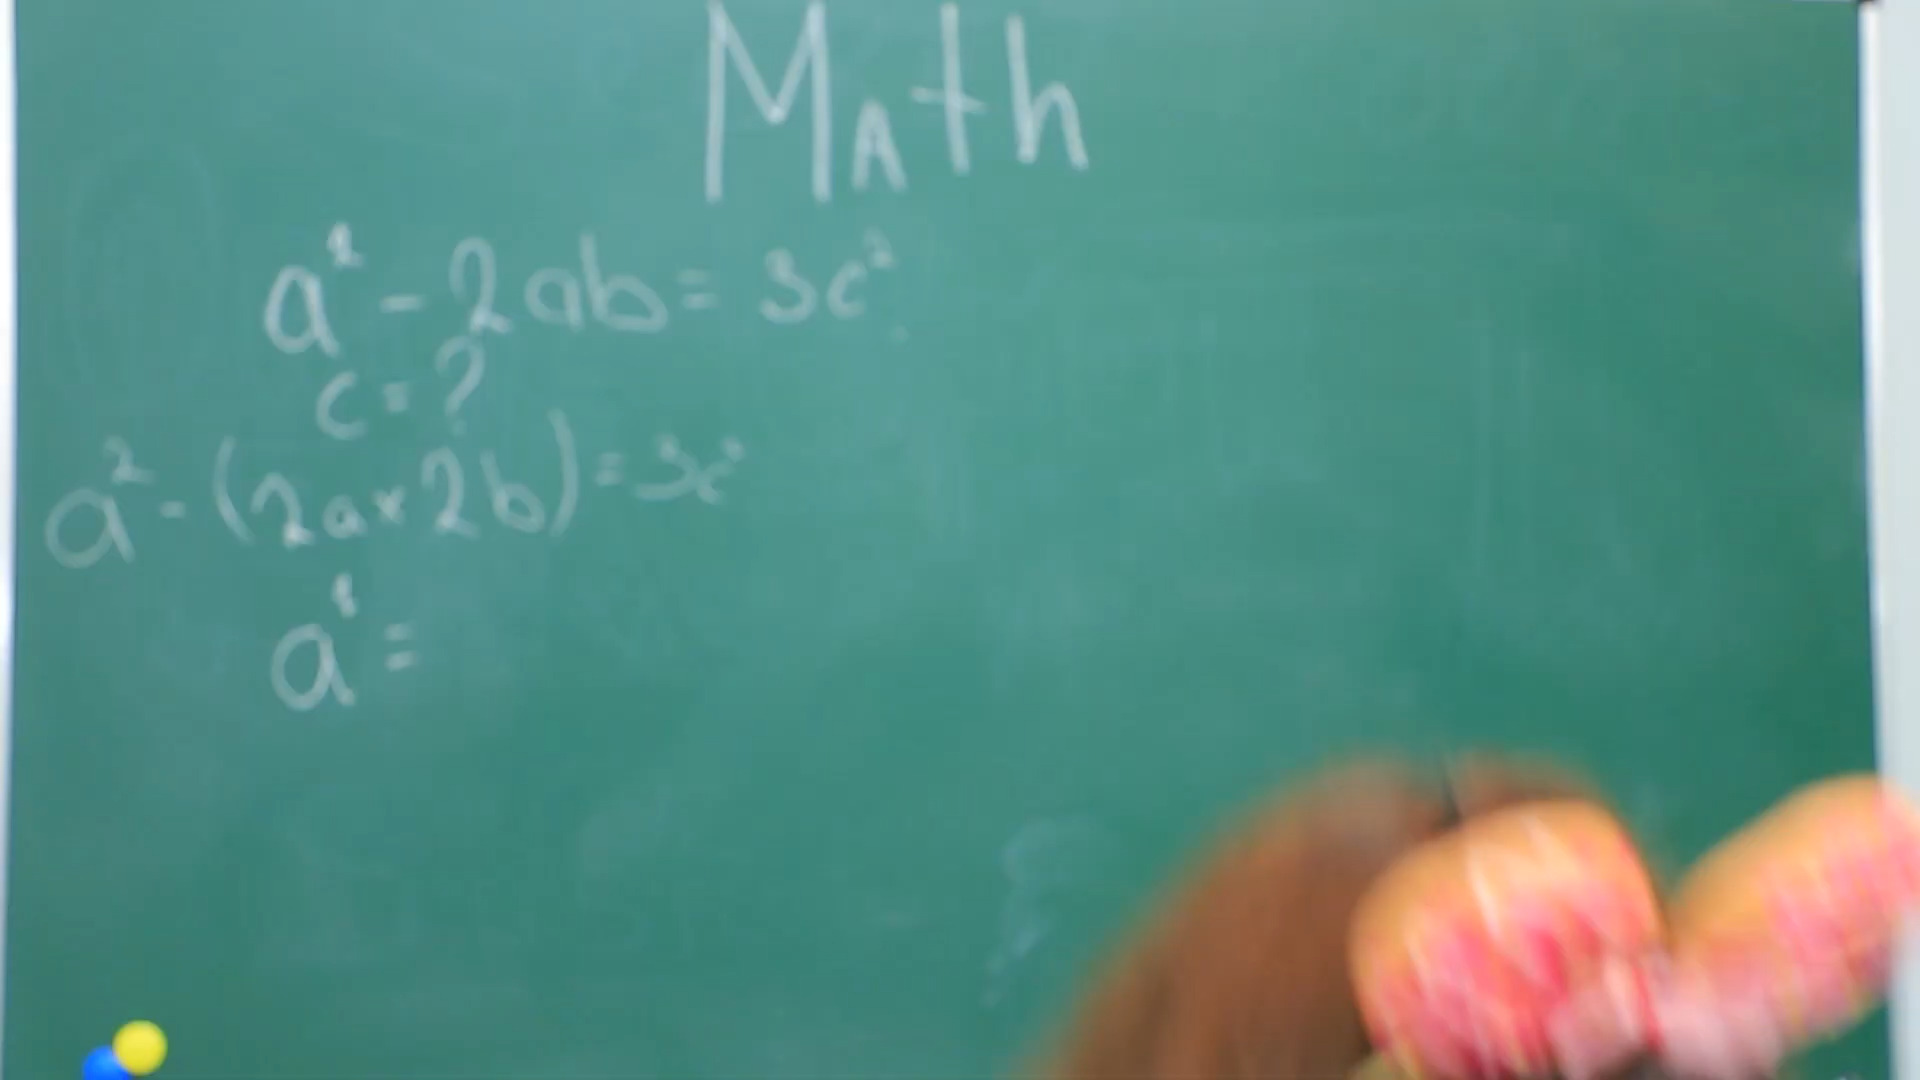 MAth
a² - 2ab = 3c²
c = ?
a² - (2a × 2b) = 3c²
a² =